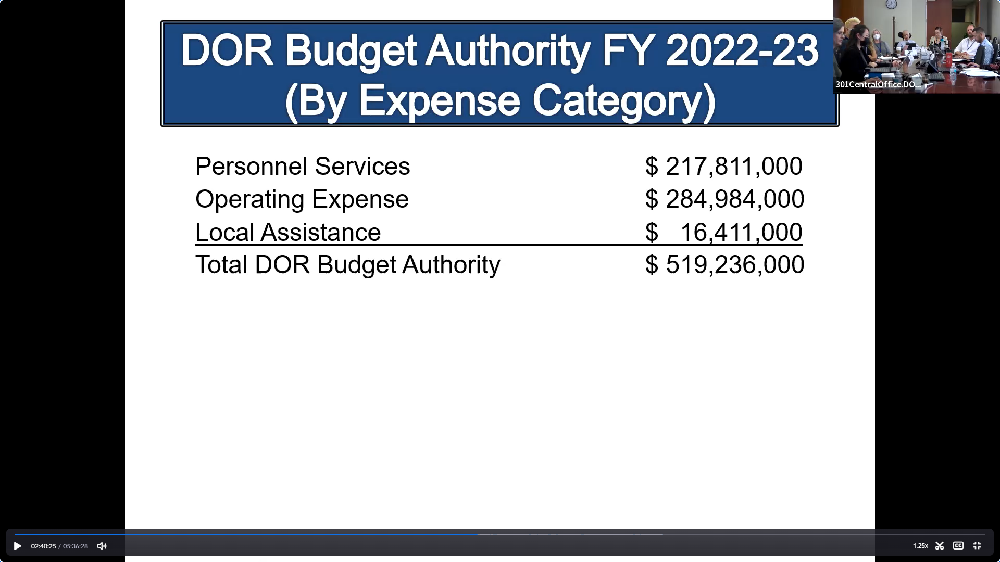 DOR Budget Authority FY 2022-23
(By Expense Category)
301CentralOffice.DO...
Personnel Services $ 217,811,000
Operating Expense $ 284,984,000
Local Assistance $ 16,411,000
Total DOR Budget Authority $ 519,236,000
02:40:25 / 05:36:28 1.25x CC